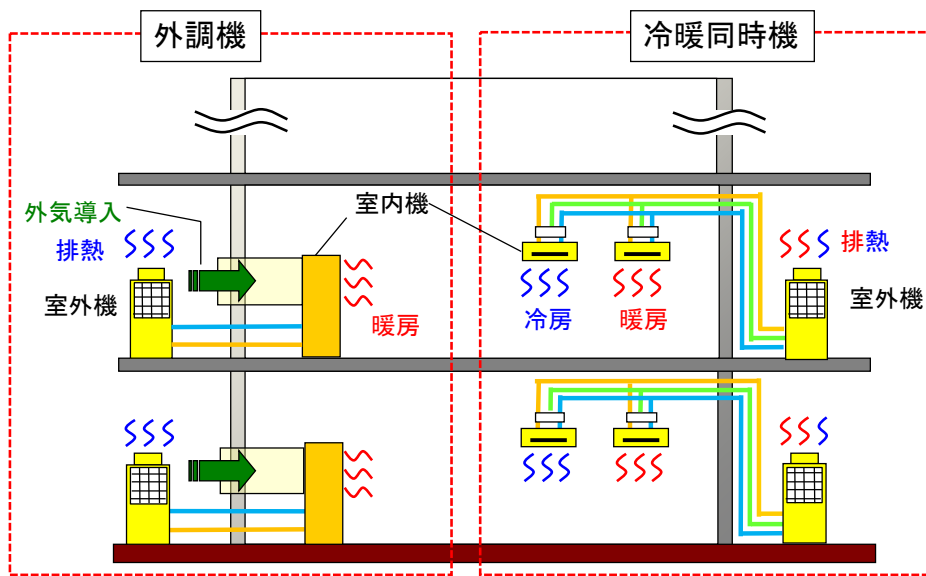 外調機
冷暖同時機
外気導入
室内機
排熱
排熱
室外機
暖房
冷房
暖房
室外機